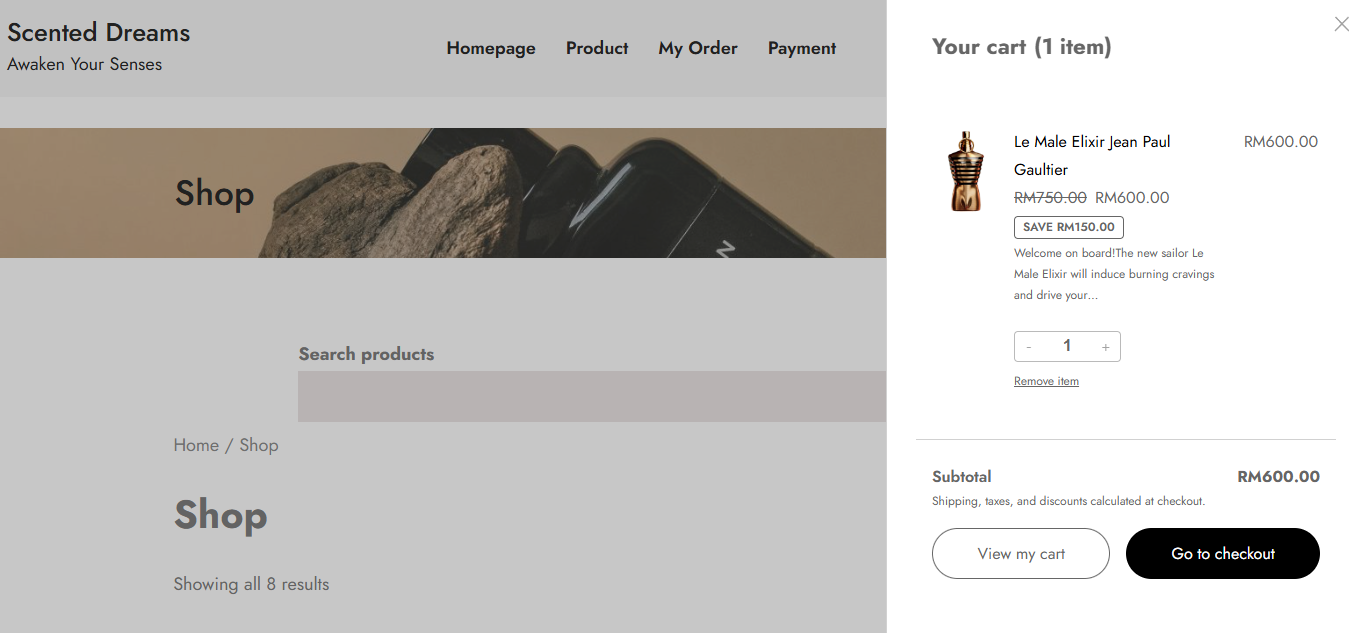 Scented Dreams
Awaken Your Senses
Homepage Product My Order Payment
Shop
N
Search products
Home / Shop
Shop
Showing all 8 results
Your cart (1 item)
Le Male Elixir Jean Paul
Gaultier
RM600.00
RM750.00 RM600.00
SAVE RM150.00
Welcome on board!The new sailor Le
Male Elixir will induce burning cravings
and drive your…
- 1 +
Remove item
Subtotal RM600.00
Shipping, taxes, and discounts calculated at checkout.
View my cart
Go to checkout